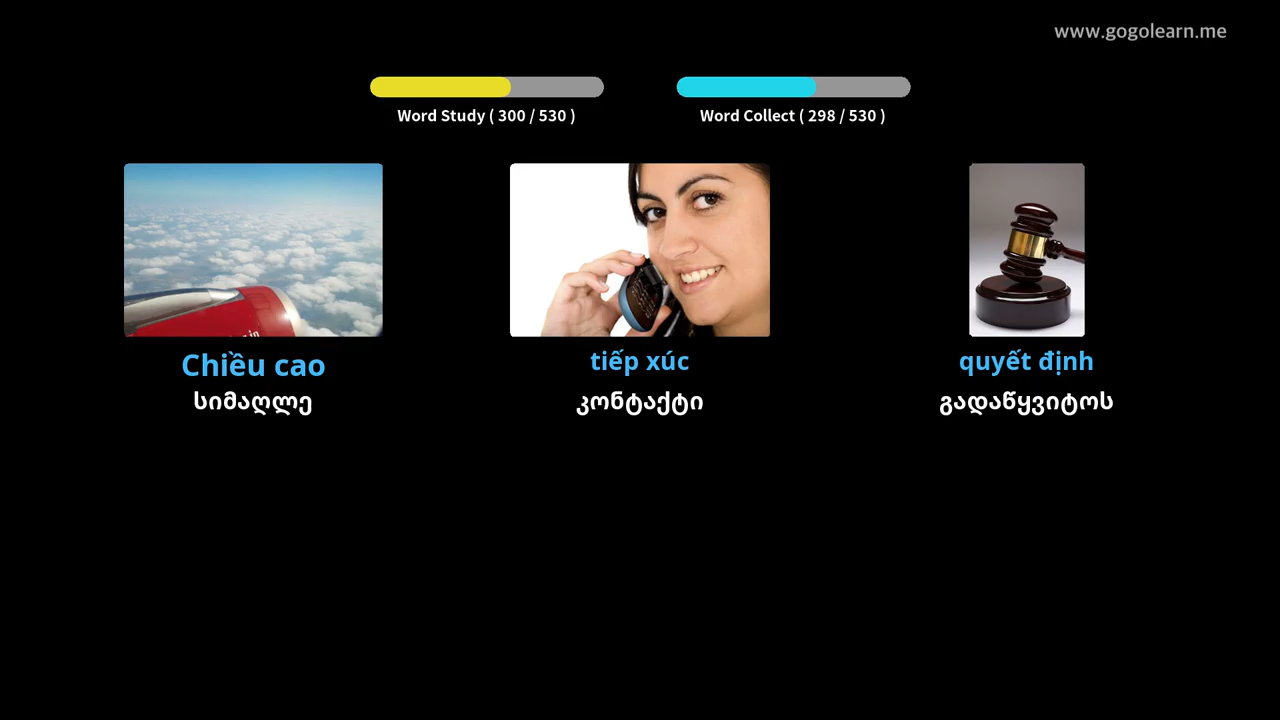 www.gogolearn.me
Word Study ( 300 / 530 )
Word Collect ( 298 / 530 )
Chiều cao
tiếp xúc
quyết định
სიმაღლე
კონტაქტი
გადაწყვიტოს